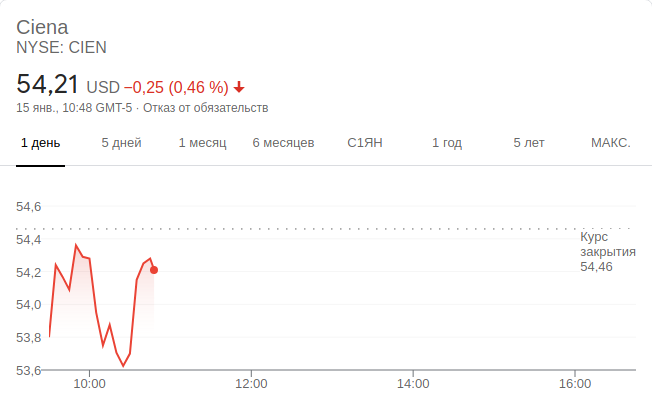 Ciena
NYSE: CIEN
54,21 USD −0,25 (0,46 %)
15 янв., 10:48 GMT-5 · Отказ от обязательств
1 день 5 дней 1 месяц 6 месяцев С1ЯН 1 год 5 лет МАКС.
54,6
54,4
54,2
54,0
53,8
53,6
Курс
закрытия
54,46
10:00 12:00 14:00 16:00